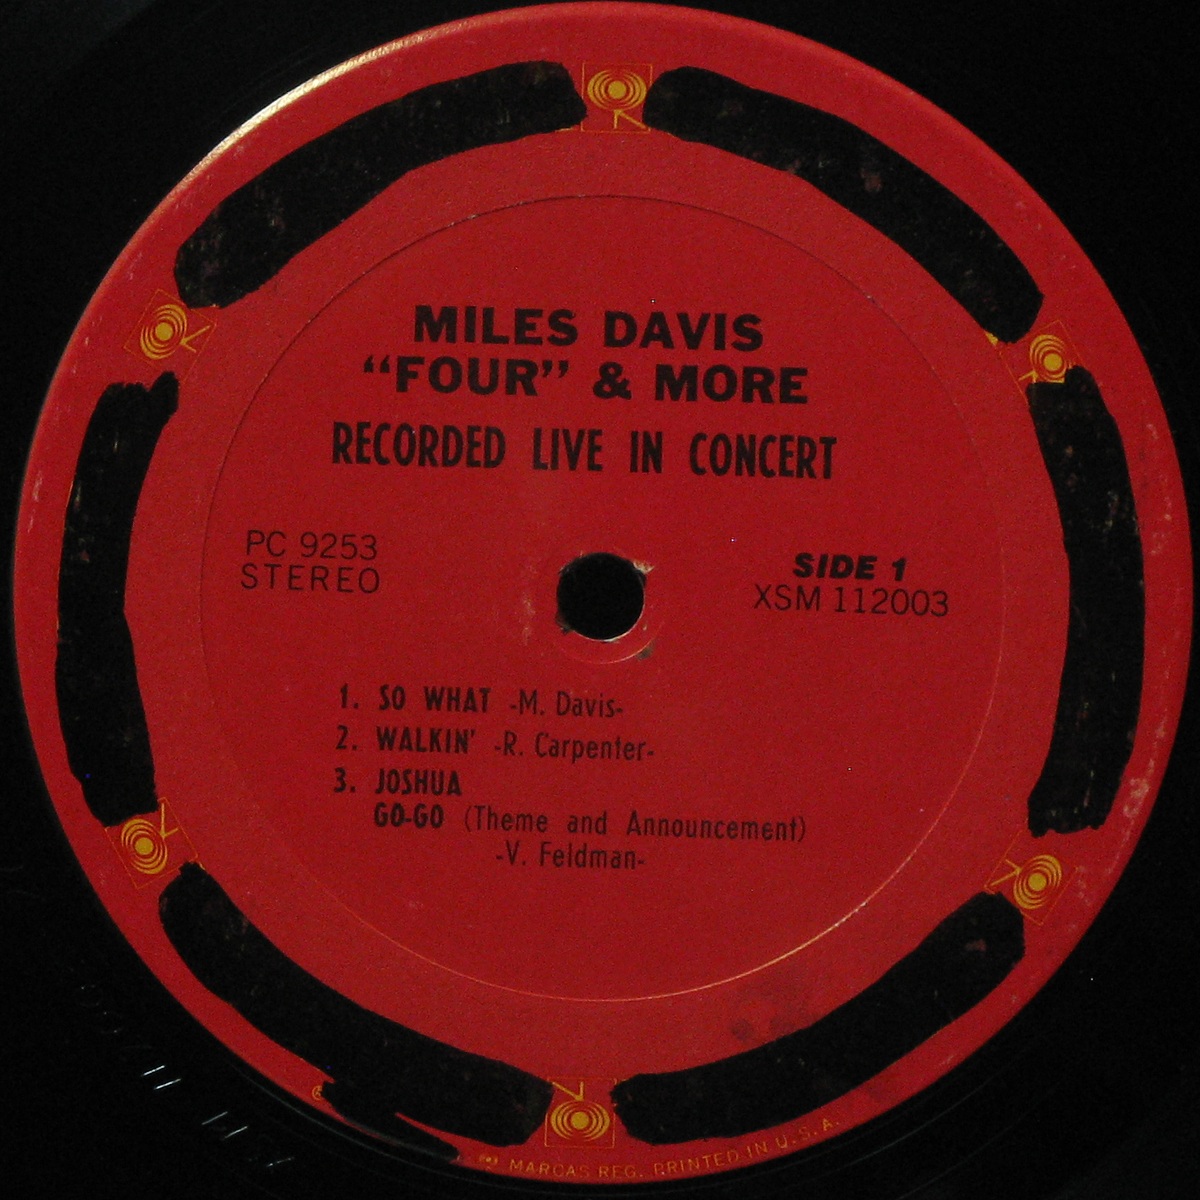 MILES DAVIS
“FOUR” & MORE
RECORDED LIVE IN CONCERT
PC 9253
STEREO
SIDE 1
XSM 112003
1. SO WHAT -M. Davis-
2. WALKIN' -R. Carpenter-
3. JOSHUA
GO-GO (Theme and Announcement)
-V. Feldman-
MARCAS REG. PRINTED IN U.S.A.